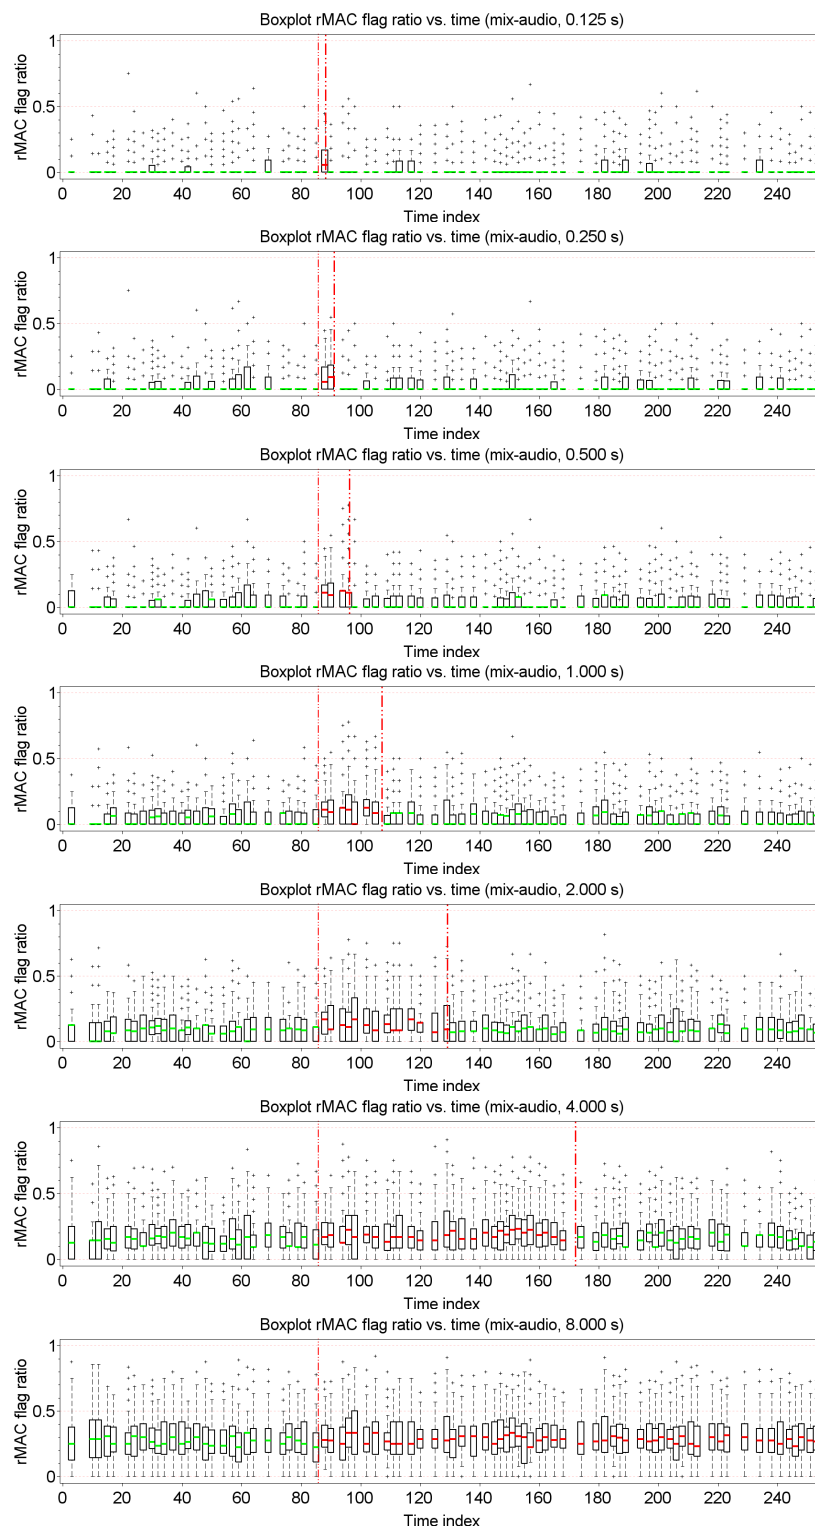 Boxplot rMAC flag ratio vs. time (mix-audio, 0.125 s)
1
0.5
0
rMAC flag ratio
0 20 40 60 80 100 120 140 160 180 200 220 240
Time index
Boxplot rMAC flag ratio vs. time (mix-audio, 0.250 s)
1
0.5
0
rMAC flag ratio
0 20 40 60 80 100 120 140 160 180 200 220 240
Time index
Boxplot rMAC flag ratio vs. time (mix-audio, 0.500 s)
1
0.5
0
rMAC flag ratio
0 20 40 60 80 100 120 140 160 180 200 220 240
Time index
Boxplot rMAC flag ratio vs. time (mix-audio, 1.000 s)
1
0.5
0
rMAC flag ratio
0 20 40 60 80 100 120 140 160 180 200 220 240
Time index
Boxplot rMAC flag ratio vs. time (mix-audio, 2.000 s)
1
0.5
0
rMAC flag ratio
0 20 40 60 80 100 120 140 160 180 200 220 240
Time index
Boxplot rMAC flag ratio vs. time (mix-audio, 4.000 s)
1
0.5
0
rMAC flag ratio
0 20 40 60 80 100 120 140 160 180 200 220 240
Time index
Boxplot rMAC flag ratio vs. time (mix-audio, 8.000 s)
1
0.5
0
rMAC flag ratio
0 20 40 60 80 100 120 140 160 180 200 220 240
Time index